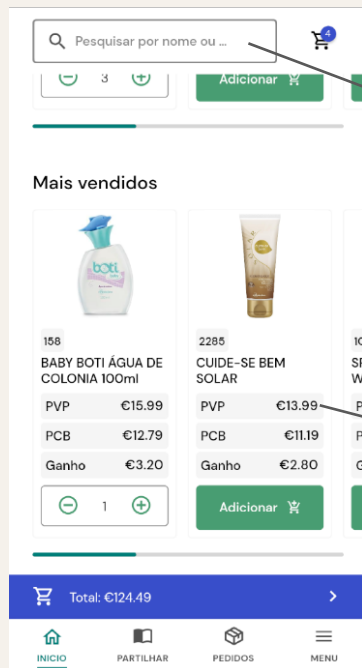 Pesquisar por nome ou ...
4
3
Adicionar
Mais vendidos
boti
158
2285
BABY BOTI ÁGUA DE
COLONIA 100ml
CUIDE-SE BEM
SOLAR
PVP €15.99
PVP €13.99
PCB €12.79
PCB €11.19
Ganho €3.20
Ganho €2.80
1
Adicionar
Total: €124.49
INICIO
PARTILHAR
PEDIDOS
MENU